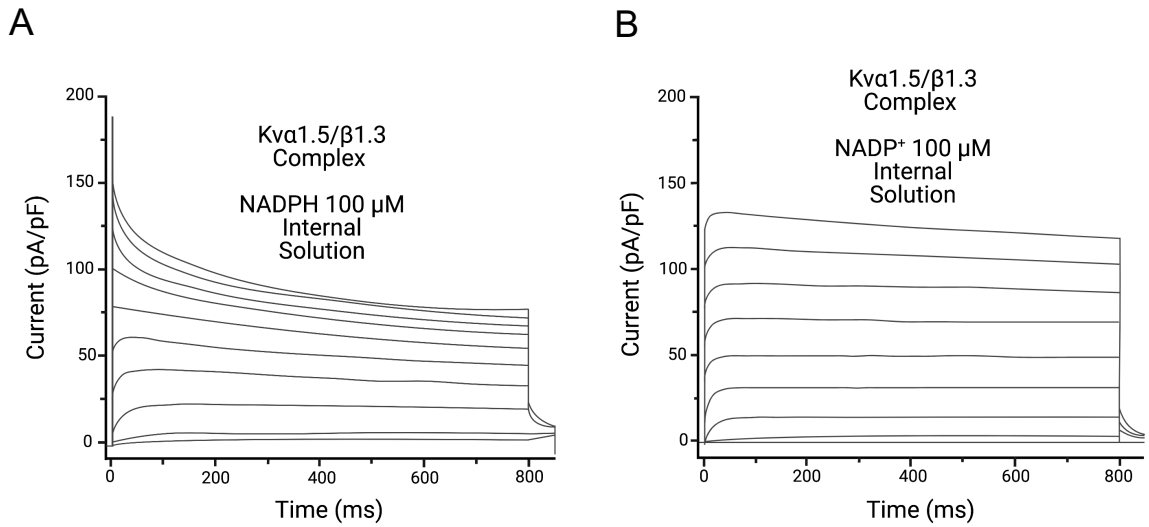 A
Kvα1.5/β1.3
Complex
NADPH 100 µM
Internal
Solution
Current (pA/pF)
200
150
100
50
0
0
200
400
600
800
Time (ms)
B
Kvα1.5/β1.3
Complex
NADP⁺ 100 µM
Internal
Solution
Current (pA/pF)
200
150
100
50
0
0
200
400
600
800
Time (ms)